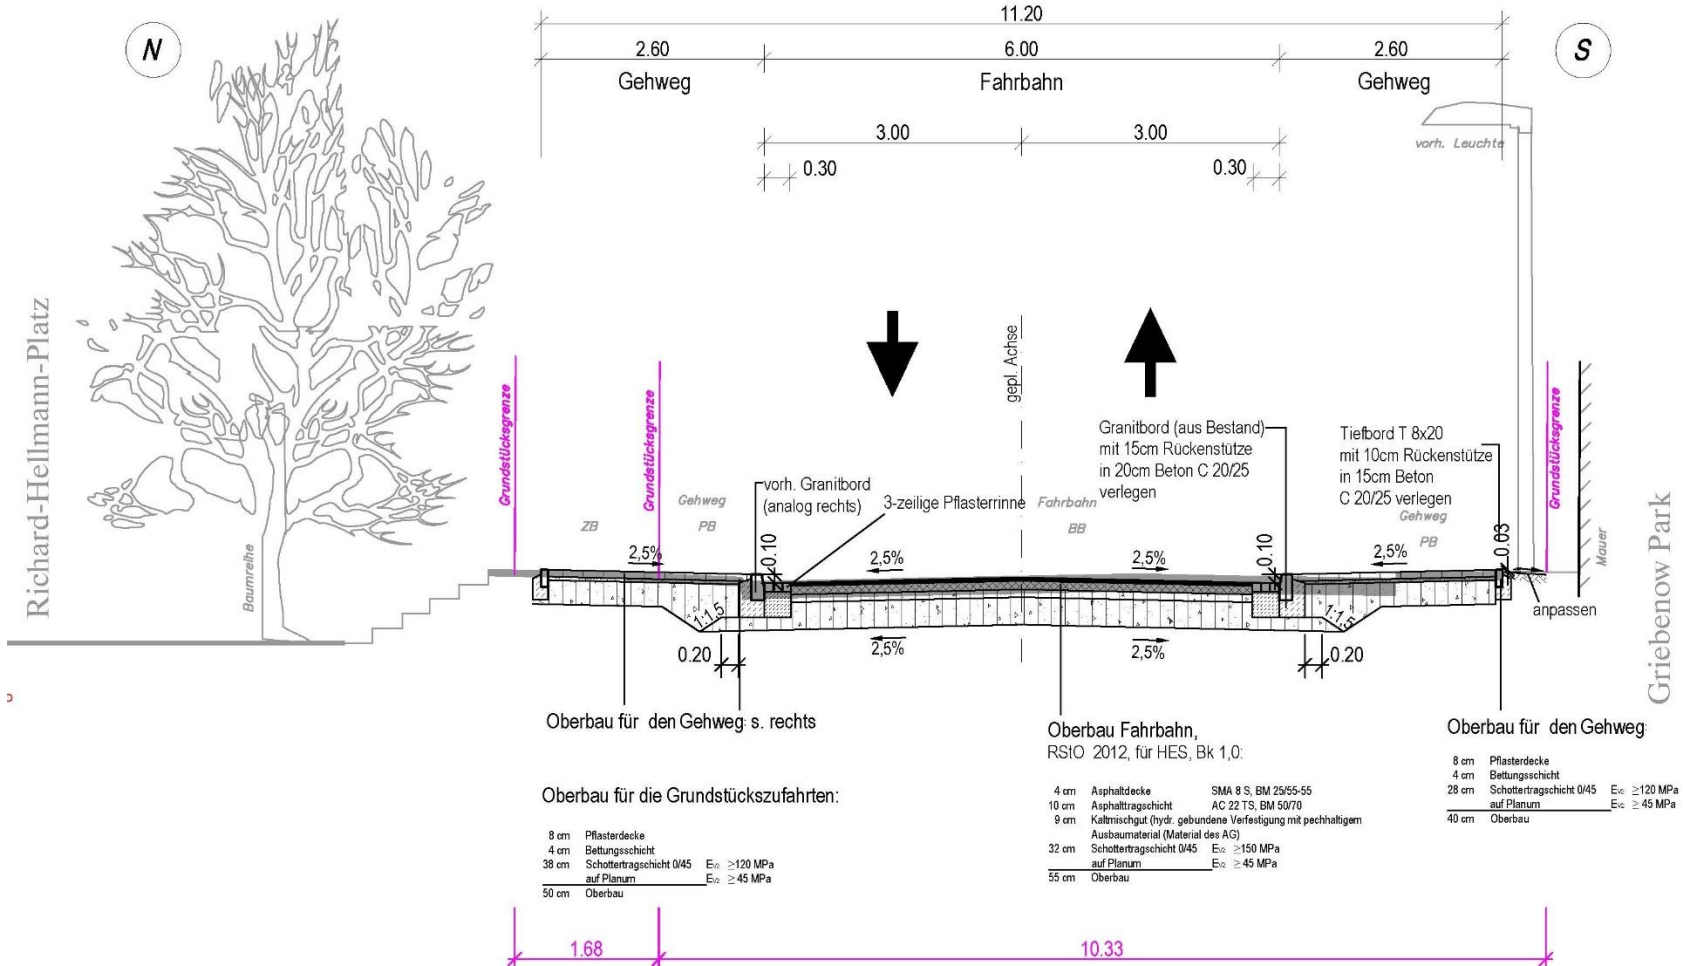 11.20
N
S
2.60
6.00
2.60
Gehweg
Fahrbahn
Gehweg
3.00
3.00
vorh. Leuchte
0.30
0.30
Richard-Hellmann-Platz
gepl. Achse
Grundstücksgrenze
Grundstücksgrenze
Grundstücksgrenze
Granitbord (aus Bestand)
mit 15cm Rückenstütze
in 20cm Beton C 20/25
verlegen
Tiefbord T 8x20
mit 10cm Rückenstütze
in 15cm Beton
C 20/25 verlegen
vorh. Granitbord
(analog rechts)
3-zeilige Pflasterrinne
Gehweg
PB
ZB
Fahrbahn
BB
Gehweg
PB
Baumreihe
Mauer
Griebenow Park
2,5%
0.10
2,5%
2,5%
0.10
2,5%
0.03
anpassen
1:1.5
1:1.5
0.20
2,5%
2,5%
0.20
Oberbau für den Gehweg s. rechts
Oberbau Fahrbahn,
RStO 2012, für HES, Bk 1,0:
4 cm Asphaltdecke SMA 8 S, BM 25/55-55
10 cm Asphalttragschicht AC 22 TS, BM 50/70
9 cm Kaltmischgut (hydr. gebundene Verfestigung mit pechhaltigem
Ausbaumaterial (Material des AG)
32 cm Schottertragschicht 0/45 Ev2 ≥150 MPa
auf Planum Ev2 ≥ 45 MPa
55 cm Oberbau
Oberbau für den Gehweg:
8 cm Pflasterdecke
4 cm Bettungsschicht
28 cm Schottertragschicht 0/45 Ev2 ≥120 MPa
auf Planum Ev2 ≥ 45 MPa
40 cm Oberbau
Oberbau für die Grundstückszufahrten:
8 cm Pflasterdecke
4 cm Bettungsschicht
38 cm Schottertragschicht 0/45 Ev2 ≥120 MPa
auf Planum Ev2 ≥ 45 MPa
50 cm Oberbau
1.68
10.33